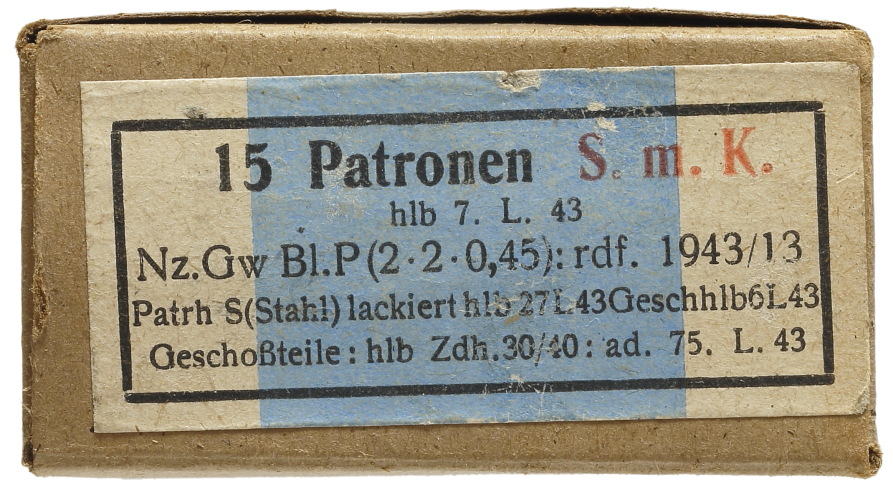 15 Patronen S. m. K.
hlb 7. L. 43
Nz.Gw Bl.P (2·2·0,45): rdf. 1943/13
Patrh S(Stahl) lackiert hlb 27L43Geschhlb6L43
Geschoßteile: hlb Zdh.30/40: ad. 75. L. 43